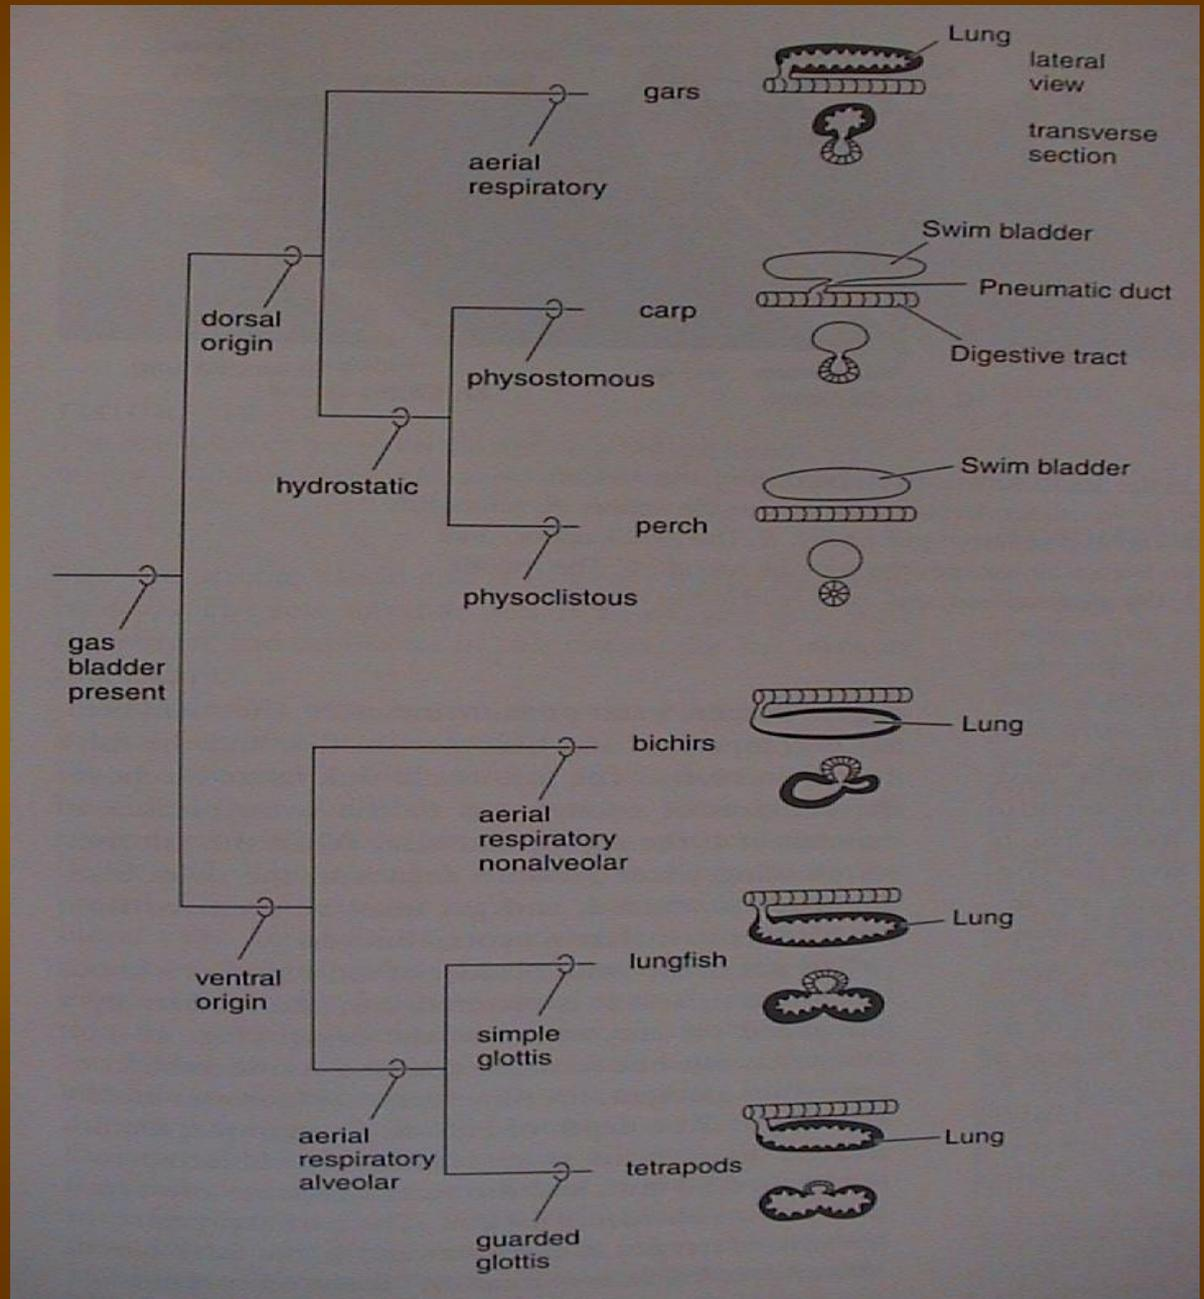 Lung
lateral
view
gars
transverse
section
aerial
respiratory
Swim bladder
Pneumatic duct
carp
dorsal
origin
Digestive tract
physostomous
Swim bladder
hydrostatic
perch
physoclistous
gas
bladder
present
Lung
bichirs
aerial
respiratory
nonalveolar
Lung
lungfish
ventral
origin
simple
glottis
aerial
respiratory
alveolar
Lung
tetrapods
guarded
glottis